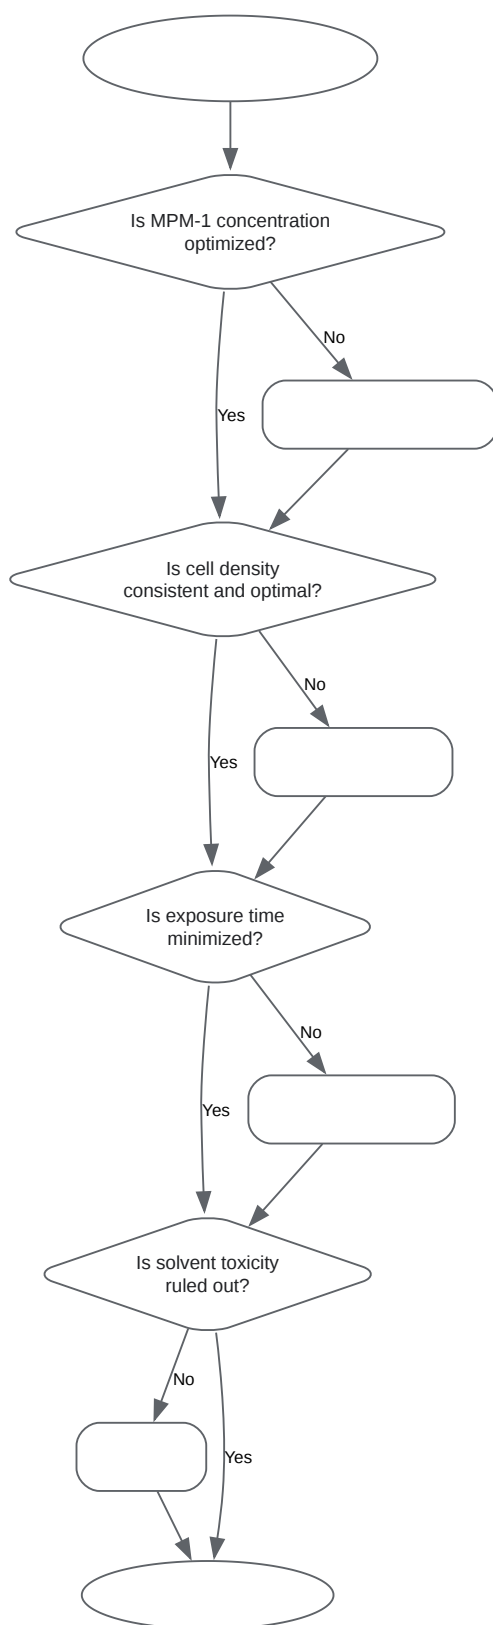 Is MPM-1 concentration
optimized?
No
Yes
Is cell density
consistent and optimal?
No
Yes
Is exposure time
minimized?
No
Yes
Is solvent toxicity
ruled out?
No
Yes